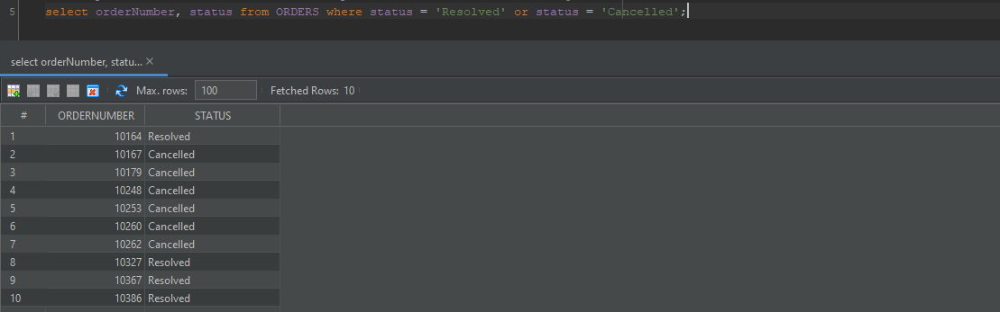 5 select orderNumber, status from ORDERS where status = 'Resolved' or status = 'Cancelled';
select orderNumber, statu...
Max. rows: 100 Fetched Rows: 10
# ORDERNUMBER STATUS
1 10164 Resolved
2 10167 Cancelled
3 10179 Cancelled
4 10248 Cancelled
5 10253 Cancelled
6 10260 Cancelled
7 10262 Cancelled
8 10327 Resolved
9 10367 Resolved
10 10386 Resolved